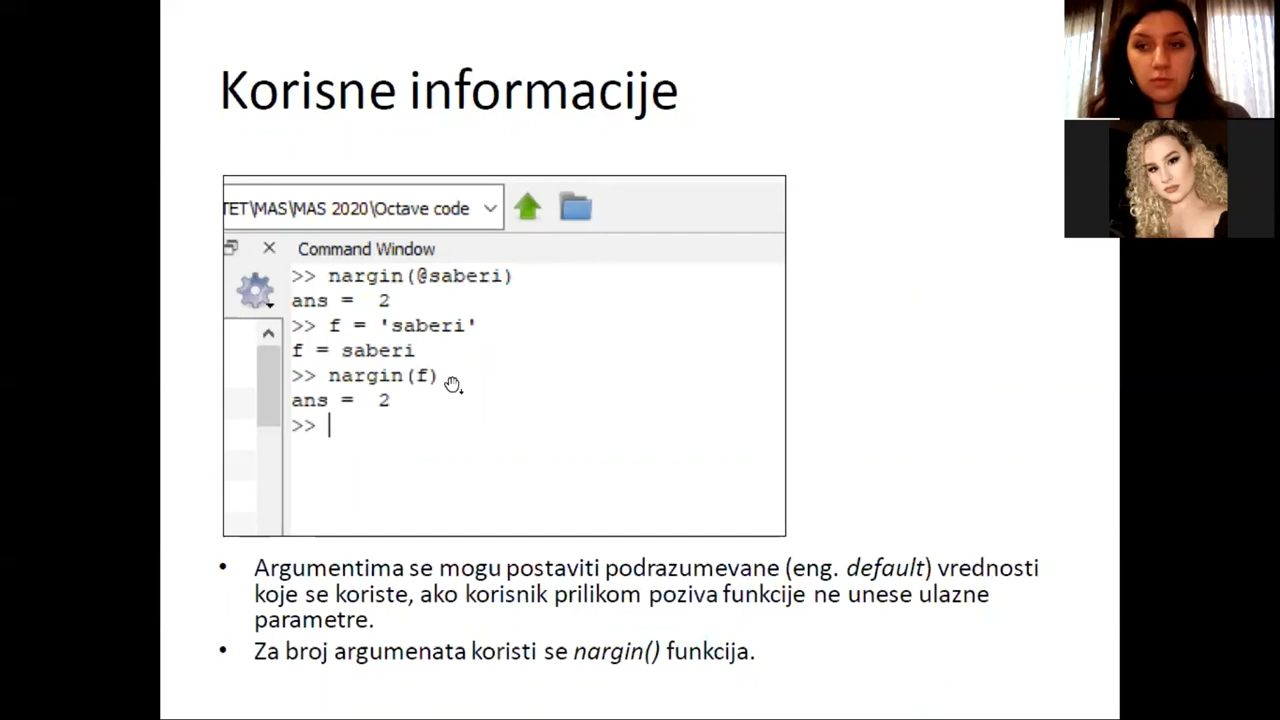 Korisne informacije
TET\MAS\MAS 2020\Octave code
Command Window
>> nargin(@saberi)
ans =  2
>> f = 'saberi'
f = saberi
>> nargin(f)
ans =  2
>>
• Argumentima se mogu postaviti podrazumevane (eng. default) vrednosti
koje se koriste, ako korisnik prilikom poziva funkcije ne unese ulazne
parametre.
• Za broj argumenata koristi se nargin() funkcija.